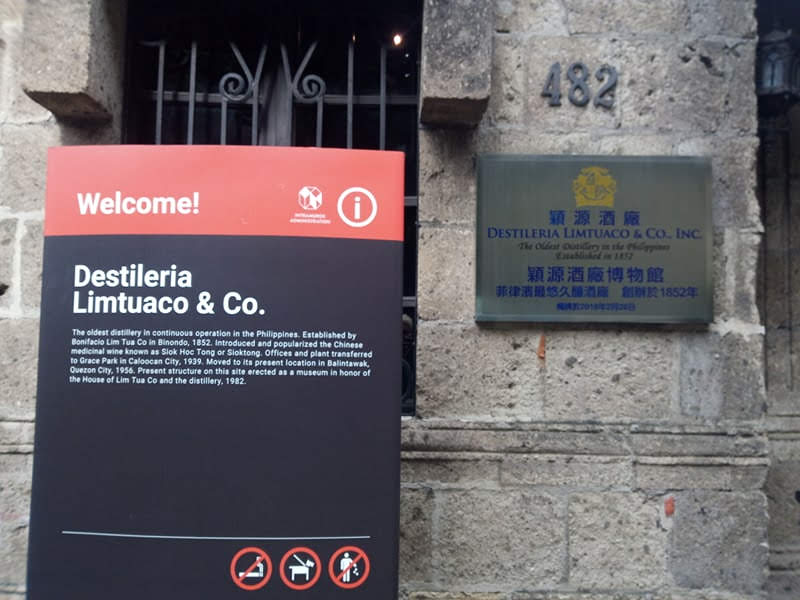 Welcome!
INTRAMUROS
ADMINISTRATION
i
Destileria
Limtuaco & Co.
The oldest distillery in continuous operation in the Philippines. Established by
Bonifacio Lim Tua Co in Binondo, 1852. Introduced and popularized the Chinese
medicinal wine known as Siok Hoc Tong or Sioktong. Offices and plant transferred
to Grace Park in Caloocan City, 1939. Moved to its present location in Balintawak,
Quezon City, 1956. Present structure on this site erected as a museum in honor of
the House of Lim Tua Co and the distillery, 1982.
482
穎源酒廠
DESTILERIA LIMTUACO & CO., INC.
The Oldest Distillery in the Philippines
Established in 1852
穎源酒廠博物館
菲律濱最悠久釀酒廠 創辦於1852年